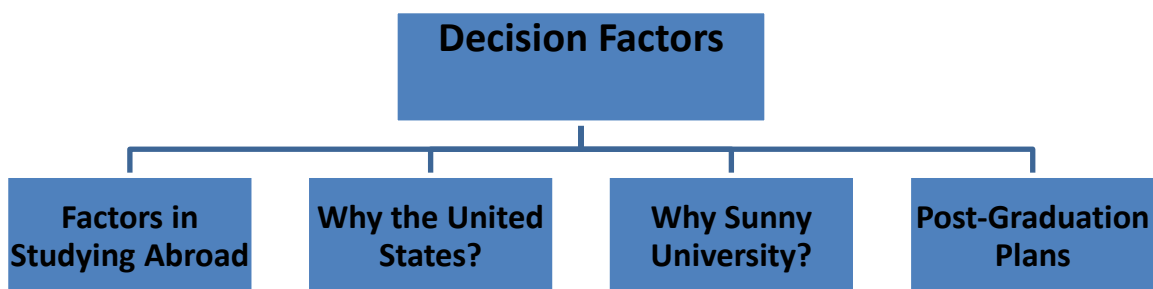 Decision Factors
Factors in
Studying Abroad
Why the United
States?
Why Sunny
University?
Post-Graduation
Plans